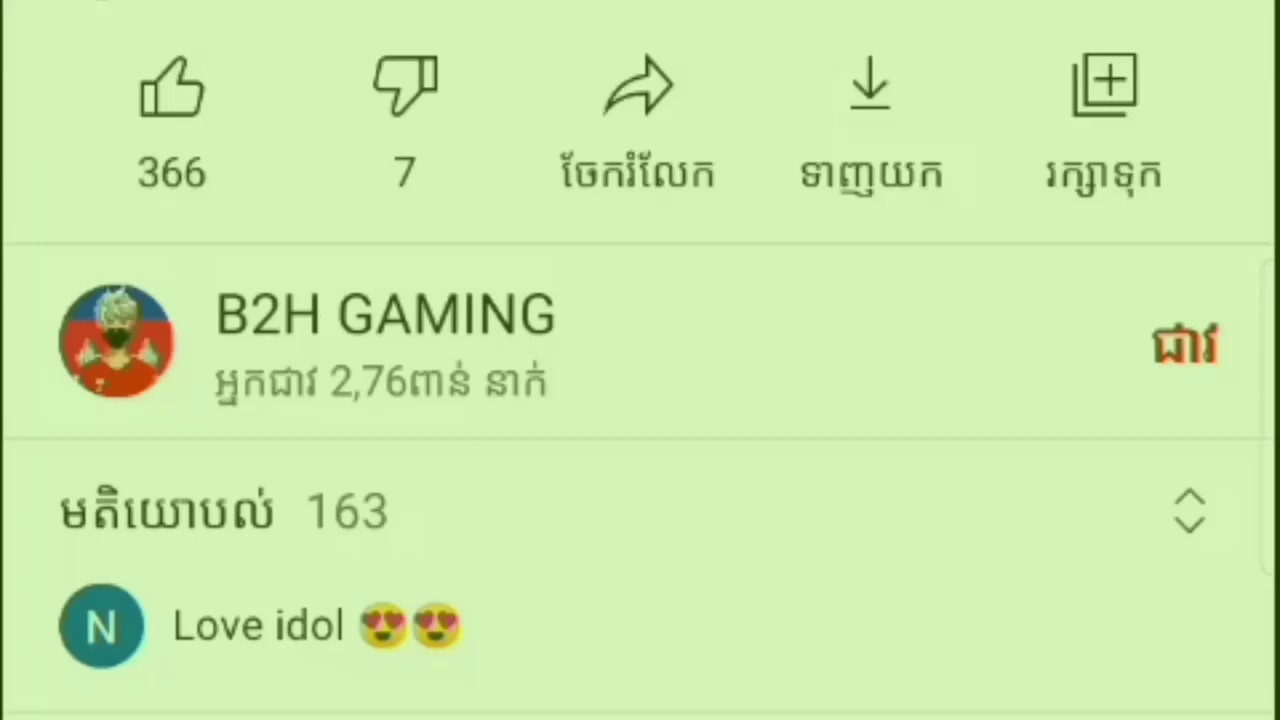 366 7 ចែករំលែក ទាញយក រក្សាទុក
B2H GAMING
ជាវ
អ្នកជាវ 2,76ពាន់ នាក់
មតិយោបល់ 163
N Love idol 😍😍